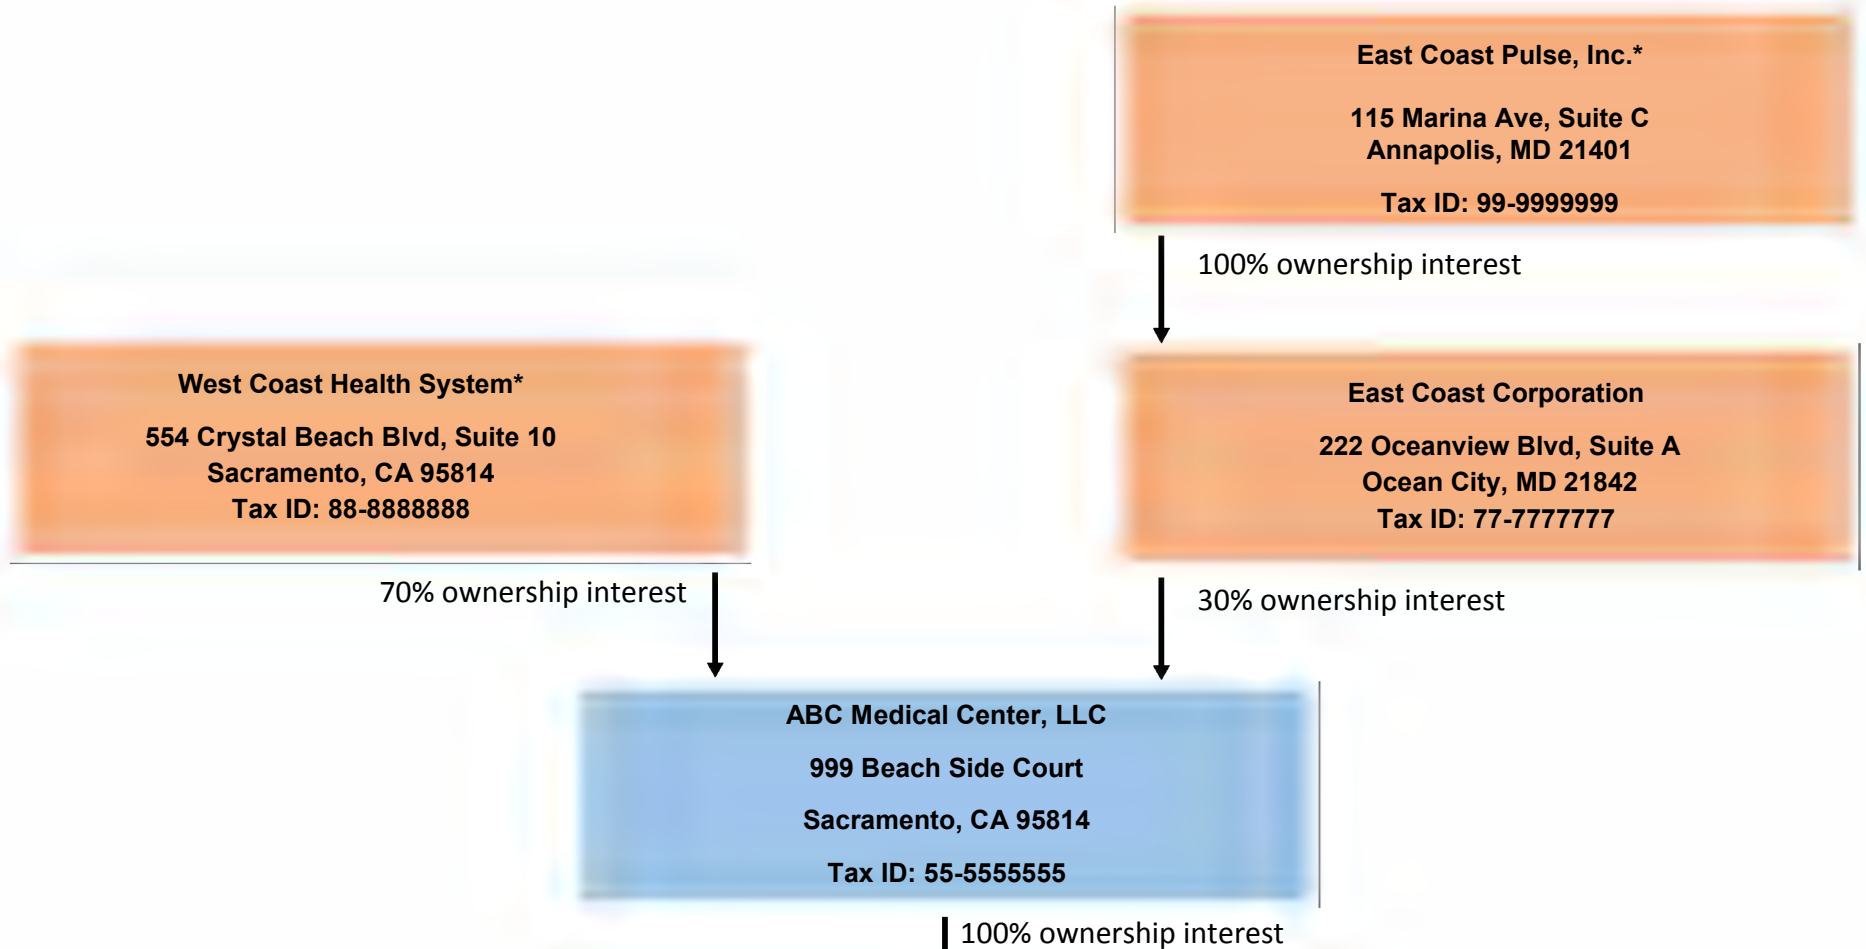 East Coast Pulse, Inc.*
115 Marina Ave, Suite C
Annapolis, MD 21401
Tax ID: 99-9999999
100% ownership interest
West Coast Health System*
554 Crystal Beach Blvd, Suite 10
Sacramento, CA 95814
Tax ID: 88-8888888
East Coast Corporation
222 Oceanview Blvd, Suite A
Ocean City, MD 21842
Tax ID: 77-7777777
70% ownership interest
30% ownership interest
ABC Medical Center, LLC
999 Beach Side Court
Sacramento, CA 95814
Tax ID: 55-5555555
100% ownership interest